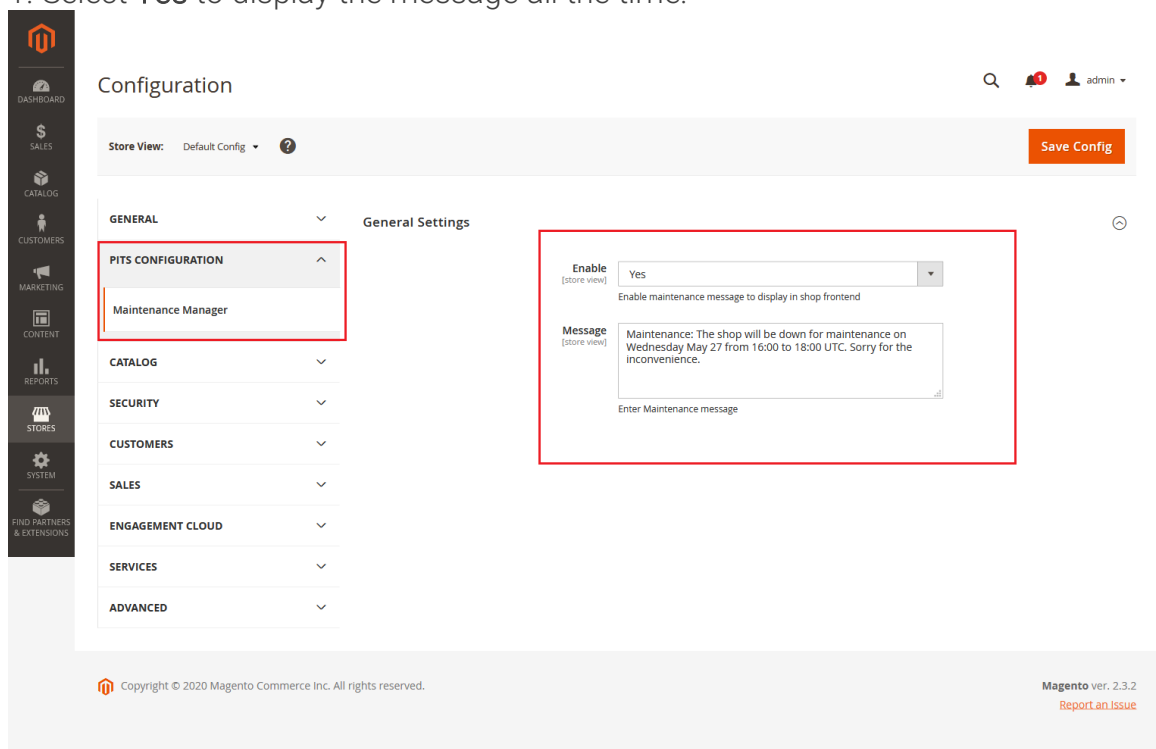 1. Select Yes to display the message all the time.
DASHBOARD
SALES
CATALOG
CUSTOMERS
MARKETING
CONTENT
REPORTS
STORES
SYSTEM
FIND PARTNERS
& EXTENSIONS
Configuration
1
admin
Store View: Default Config
?
Save Config
GENERAL
PITS CONFIGURATION
Maintenance Manager
CATALOG
SECURITY
CUSTOMERS
SALES
ENGAGEMENT CLOUD
SERVICES
ADVANCED
General Settings
Enable
[store view]
Yes
Enable maintenance message to display in shop frontend
Message
[store view]
Maintenance: The shop will be down for maintenance on
Wednesday May 27 from 16:00 to 18:00 UTC. Sorry for the
inconvenience.
Enter Maintenance message
Copyright © 2020 Magento Commerce Inc. All rights reserved.
Magento ver. 2.3.2
Report an Issue